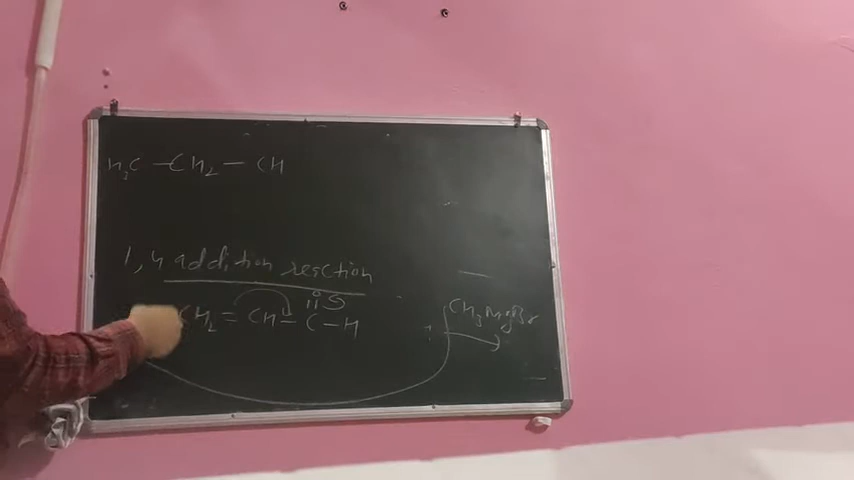 H₃C – CH₂ – CH
1,4 addition reaction
CH₂ = CH – C – H + CH₃MgBr